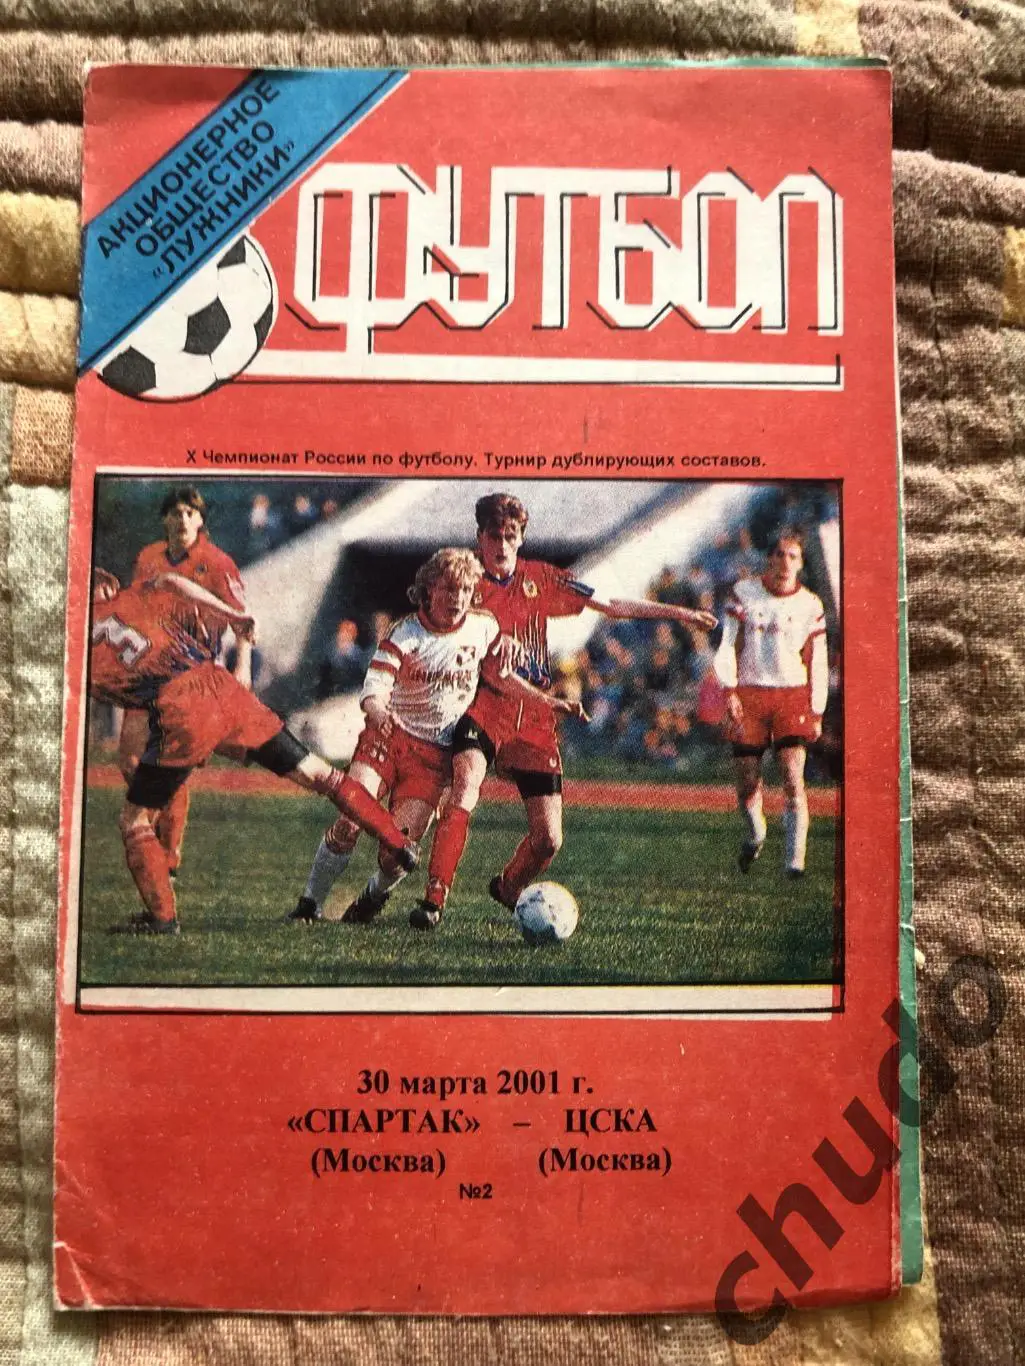 АКЦИОНЕРНОЕ
ОБЩЕСТВО
"ЛУЖНИКИ"
ФУТБОЛ
X Чемпионат России по футболу. Турнир дублирующих составов.
3
30 марта 2001 г.
«СПАРТАК» – ЦСКА
(Москва) (Москва)
№2
chudo